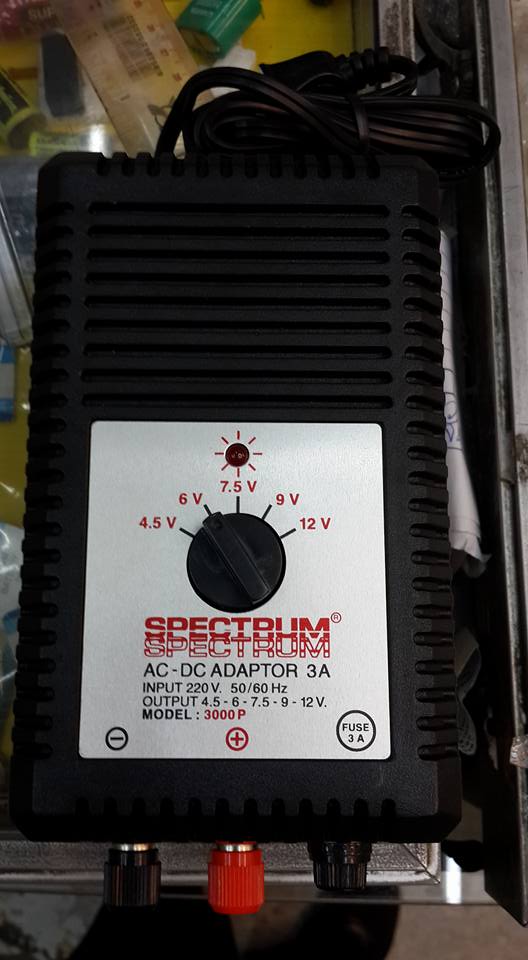 7.5 V
6 V
9 V
4.5 V
12 V
SPECTRUM®
SPECTRUM
AC-DC ADAPTOR 3A
INPUT 220V. 50/60 Hz
OUTPUT 4.5 - 6 - 7.5 - 9 - 12 V.
MODEL : 3000 P
FUSE
3 A